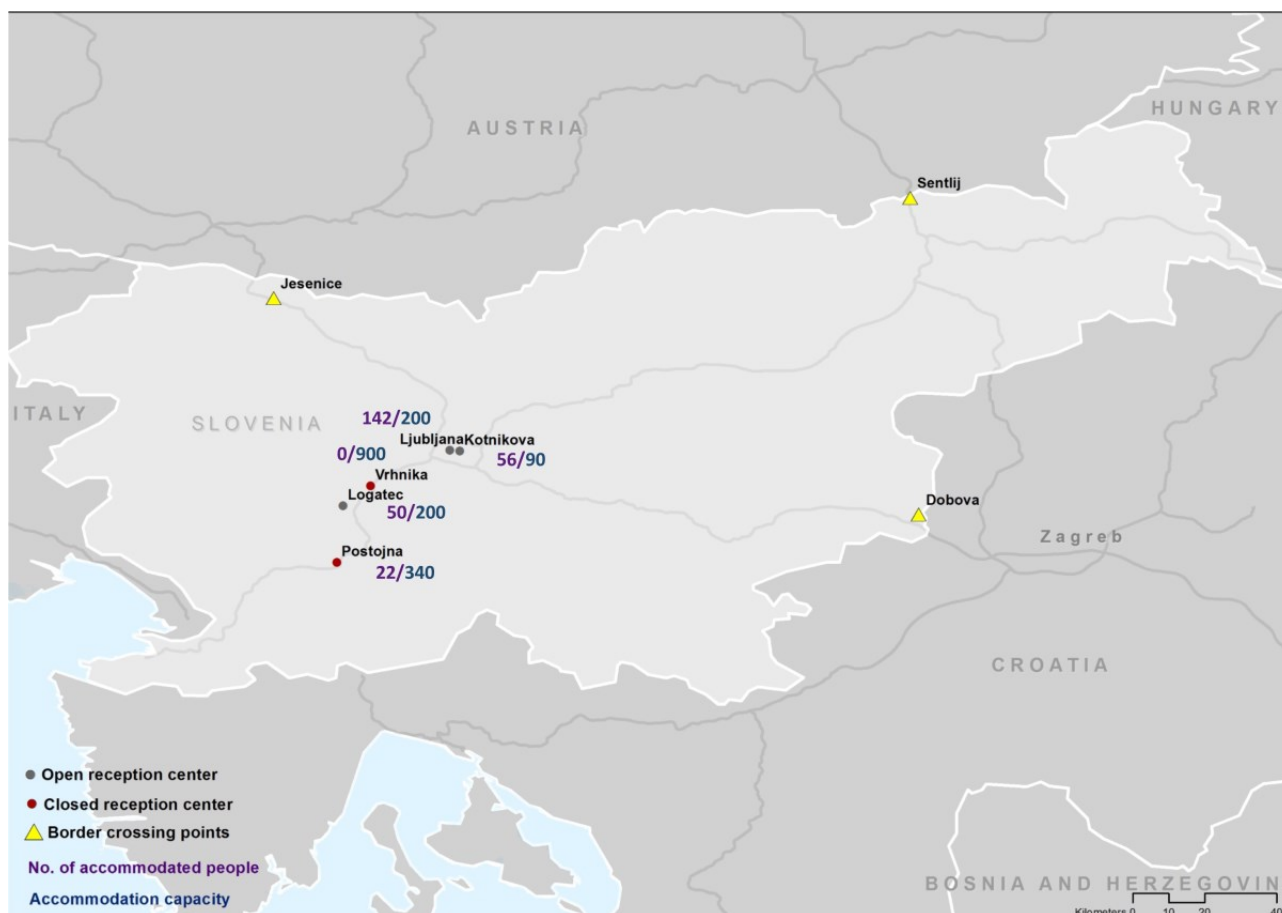 AUSTRIA
HUNGARY
Sentlij
Jesenice
ITALY
SLOVENIA
142/200
Ljubljana
Kotnikova
0/900
56/90
Vrhnika
Logatec
50/200
Dobova
Zagreb
Postojna
22/340
CROATIA
Open reception center
Closed reception center
Border crossing points
No. of accommodated people
Accommodation capacity
BOSNIA AND HERZEGOVIN
Kilometers 0 10 20 40